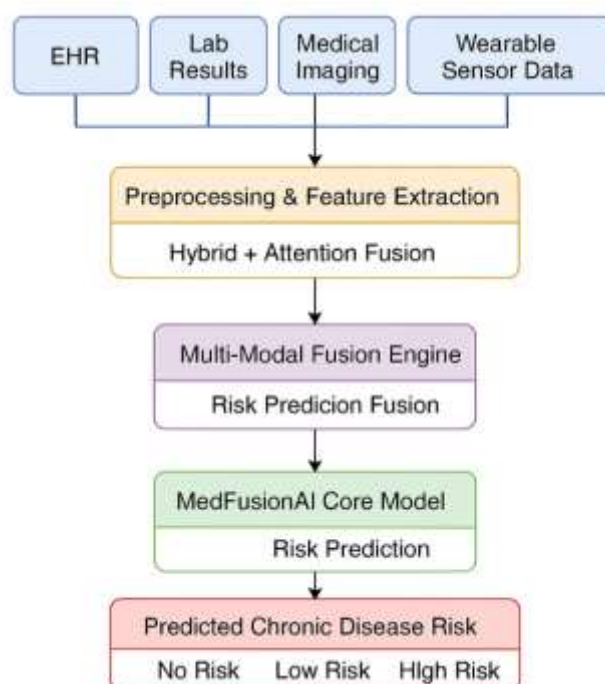 EHR
Lab Results
Medical Imaging
Wearable Sensor Data
Preprocessing & Feature Extraction
Hybrid + Attention Fusion
Multi-Modal Fusion Engine
Risk Predicion Fusion
MedFusionAI Core Model
Risk Prediction
Predicted Chronic Disease Risk
No Risk Low Risk HIgh Risk